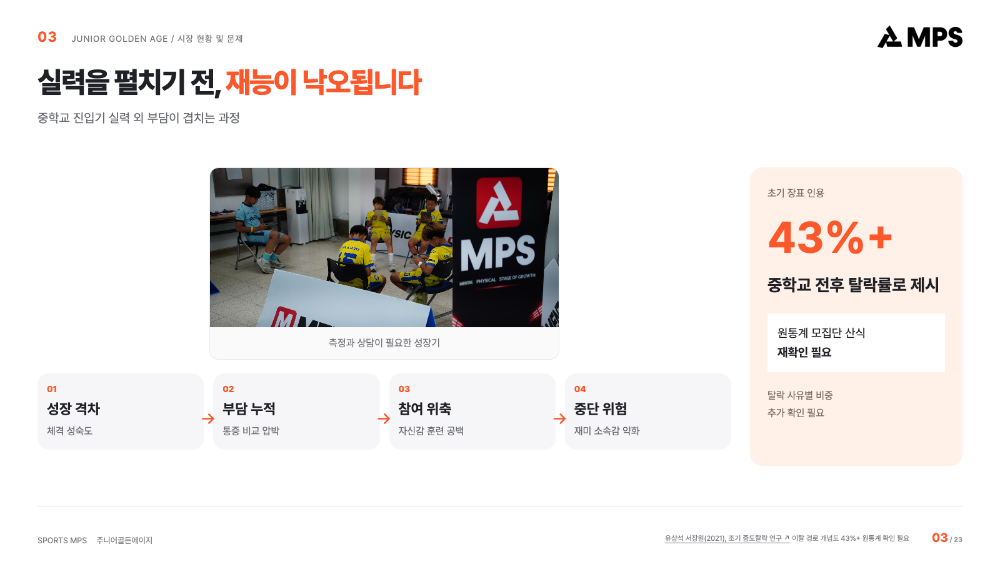 03 JUNIOR GOLDEN AGE / 시장 현황 및 문제
MPS
실력을 펼치기 전, 재능이 낙오됩니다
중학교 진입기 실력 외 부담이 겹치는 과정
MPS
MENTAL PHYSICAL STAGE OF GROWTH
측정과 상담이 필요한 성장기
01
성장 격차
체격 성숙도
→
02
부담 누적
통증 비교 압박
→
03
참여 위축
자신감 훈련 공백
→
04
중단 위험
재미 소속감 약화
초기 장표 인용
43%+
중학교 전후 탈락률로 제시
원통계 모집단 산식
재확인 필요
탈락 사유별 비중
추가 확인 필요
SPORTS MPS 주니어골든에이지
유상석 서장원(2021), 조기 중도탈락 연구 ↗ 이탈 경로 개념도 43%+ 원통계 확인 필요
03 / 23